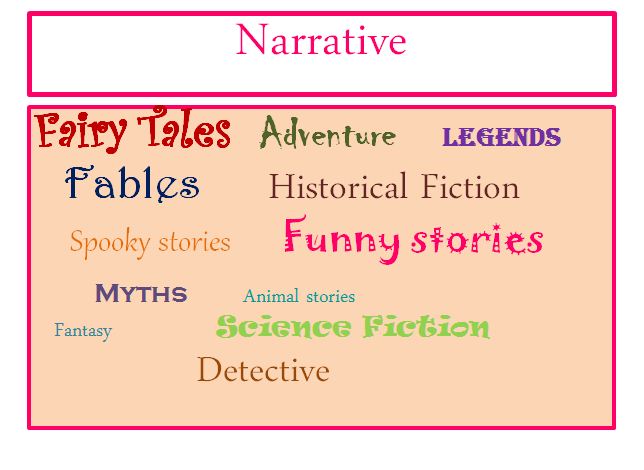 Narrative
Fairy Tales Adventure LEGENDS
Fables Historical Fiction
Spooky stories Funny stories
MYTHS Animal stories
Fantasy Science Fiction
Detective